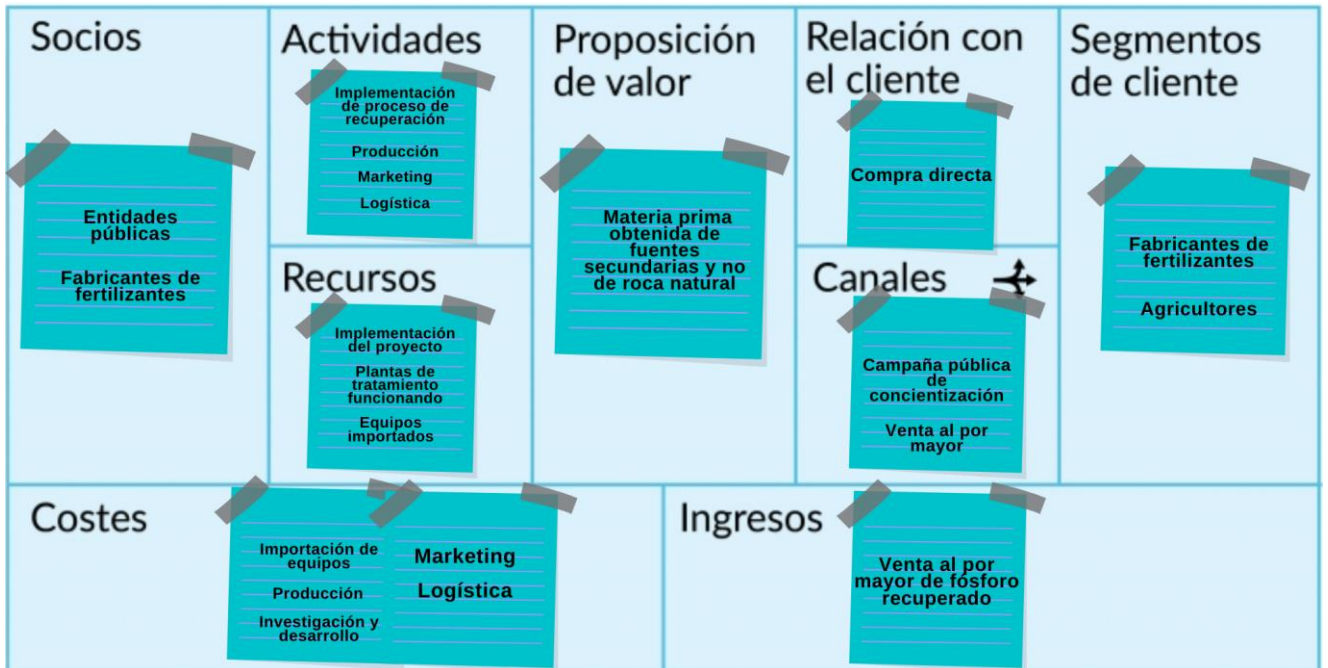 Socios
Entidades
públicas
Fabricantes de
fertilizantes
Actividades
Implementación
de proceso de
recuperación
Producción
Marketing
Logística
Recursos
Implementación
del proyecto
Plantas de
tratamiento
funcionando
Equipos
importados
Proposición
de valor
Materia prima
obtenida de
fuentes
secundarias y no
de roca natural
Relación con
el cliente
Compra directa
Canales
Campaña pública
de
concientización
Venta al por
mayor
Segmentos
de cliente
Fabricantes de
fertilizantes
Agricultores
Costes
Importación de
equipos
Producción
Investigación y
desarrollo
Marketing
Logística
Ingresos
Venta al por
mayor de fósforo
recuperado